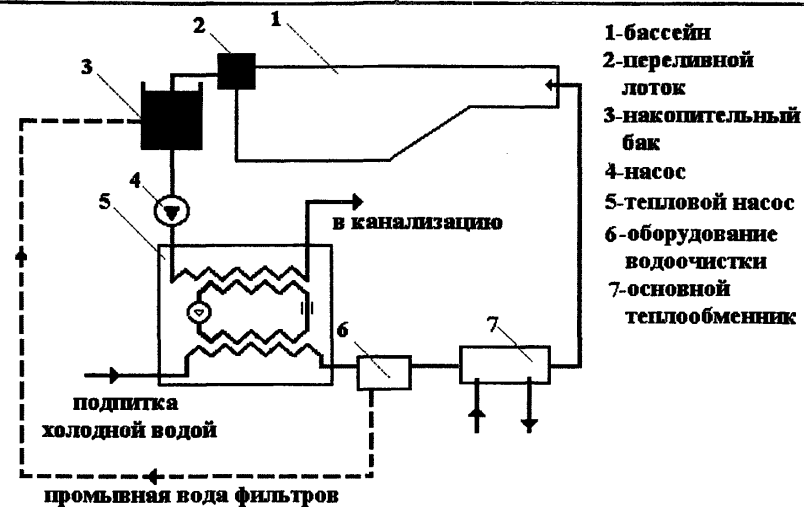 2
1
3
4
5
6
7
в канализацию
подпитка
холодной водой
промывная вода фильтров
1-бассейн
2-переливной
лоток
3-накопительный
бак
4-насос
5-тепловой насос
6-оборудование
водоочистки
7-основной
теплообменник